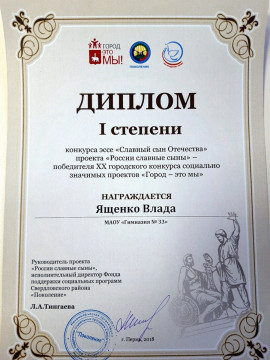 ГОРОД
ЭТО
МЫ!
ДИПЛОМ
I степени
конкурса эссе «Славный сын Отечества»
проекта «России славные сыны» –
победителя XX городского конкурса социально
значимых проектов «Город – это мы»
НАГРАЖДАЕТСЯ
Ященко Влада
МАОУ «Гимназия № 33»
Руководитель проекта
«России славные сыны»,
исполнительный директор Фонда
поддержки социальных программ
Свердловского района
«Поколение»
Л.А.Тингаева
"Поколение"
г. Пермь, 2018